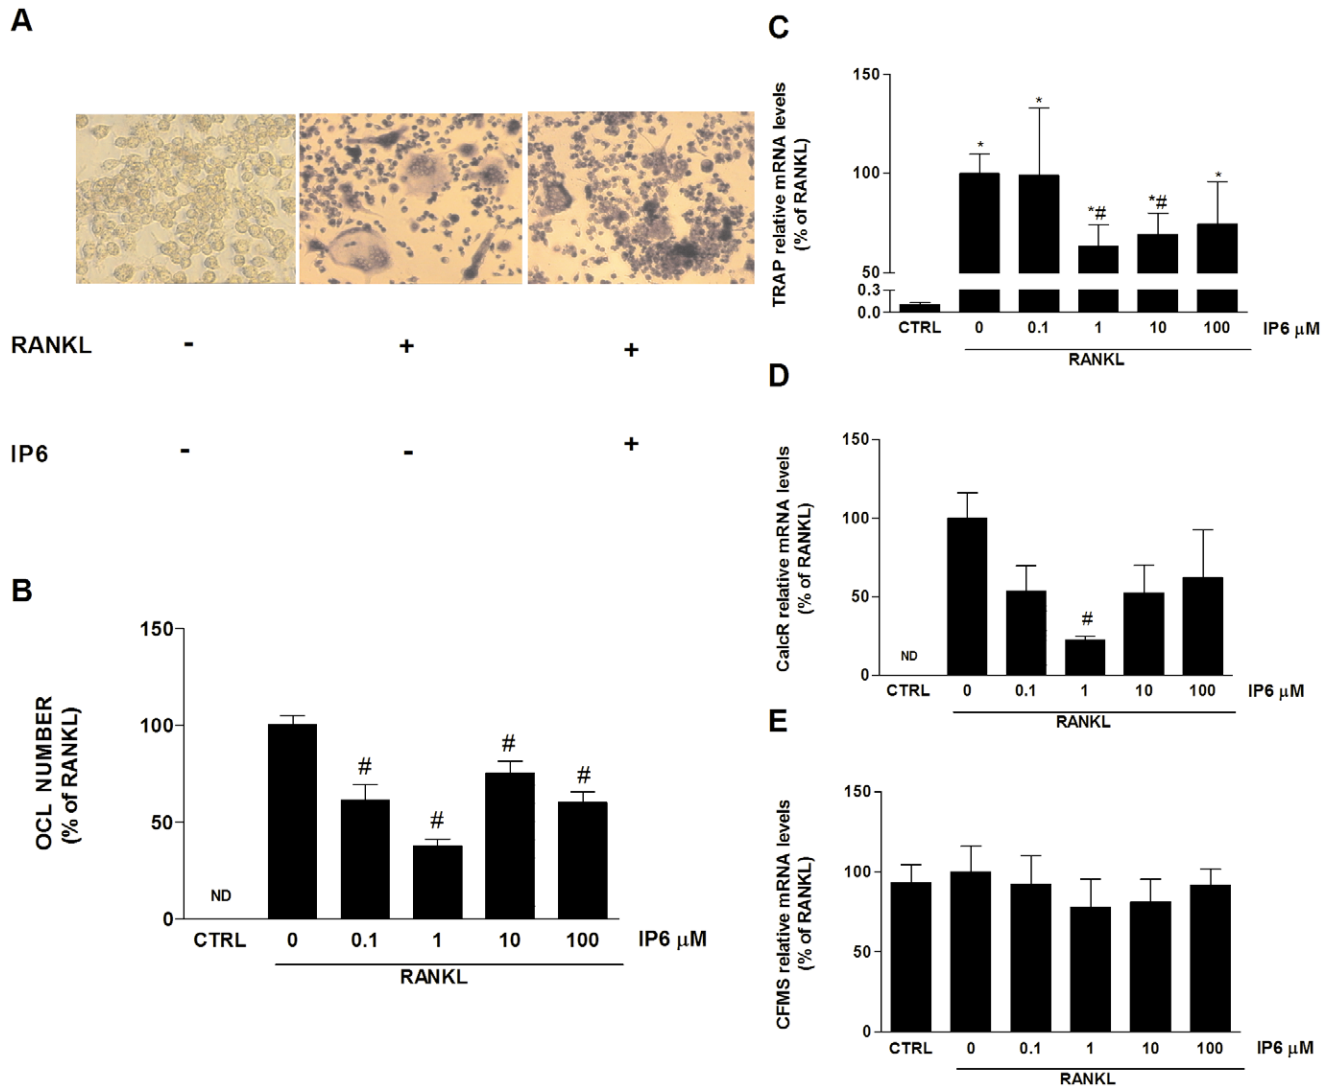 A
RANKL - + +
IP6 - - +
B
OCL NUMBER
(% of RANKL)
150
100
50
0
ND
#
#
#
#
CTRL 0 0.1 1 10 100 IP6 μM
RANKL
C
TRAP relative mRNA levels
(% of RANKL)
150
100
50
0.3
0.0
*
*
*#
*#
*
CTRL 0 0.1 1 10 100 IP6 μM
RANKL
D
CalcR relative mRNA levels
(% of RANKL)
150
100
50
0
ND
#
CTRL 0 0.1 1 10 100 IP6 μM
RANKL
E
CFMS relative mRNA levels
(% of RANKL)
150
100
50
0
CTRL 0 0.1 1 10 100 IP6 μM
RANKL